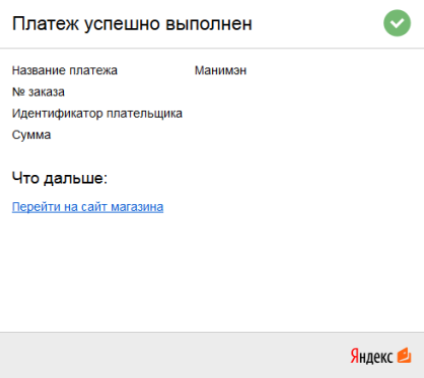 Платеж успешно выполнен
Название платежа Манимэн
№ заказа
Идентификатор плательщика
Сумма
Что дальше:
Перейти на сайт магазина
Яндекс